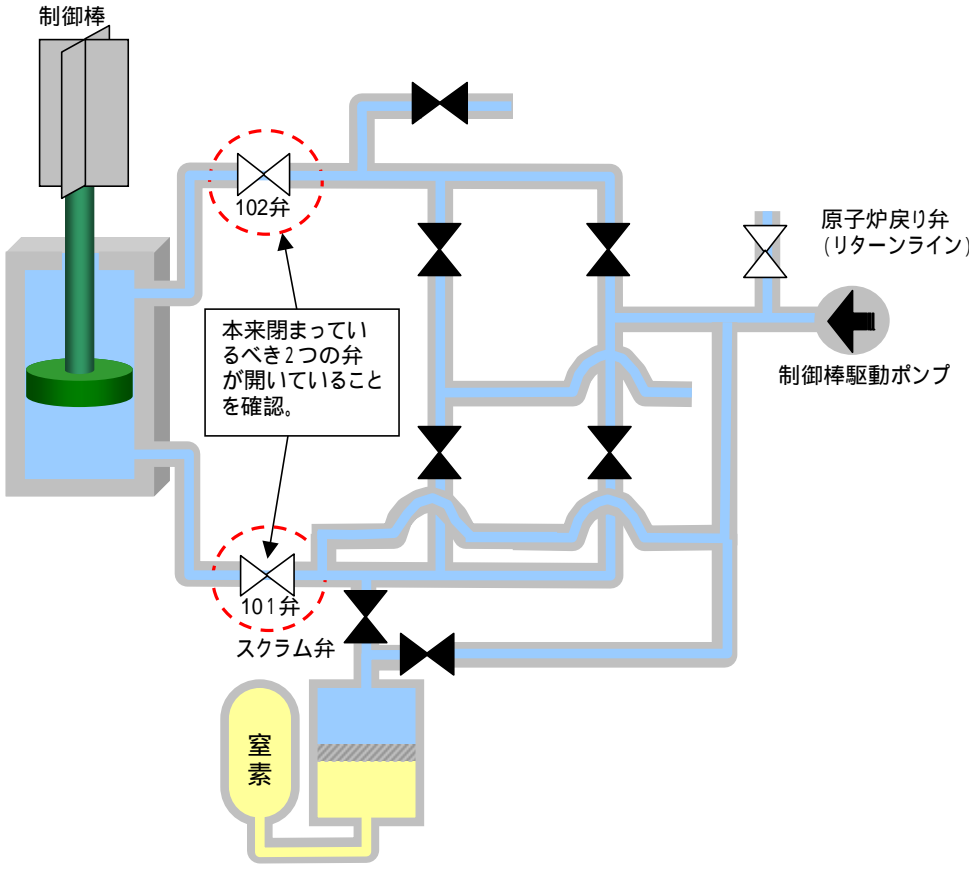 制御棒
102弁
原子炉戻り弁
(リターンライン)
本来閉まってい
るべき2つの弁
が開いていること
を確認。
制御棒駆動ポンプ
101弁
スクラム弁
窒
素